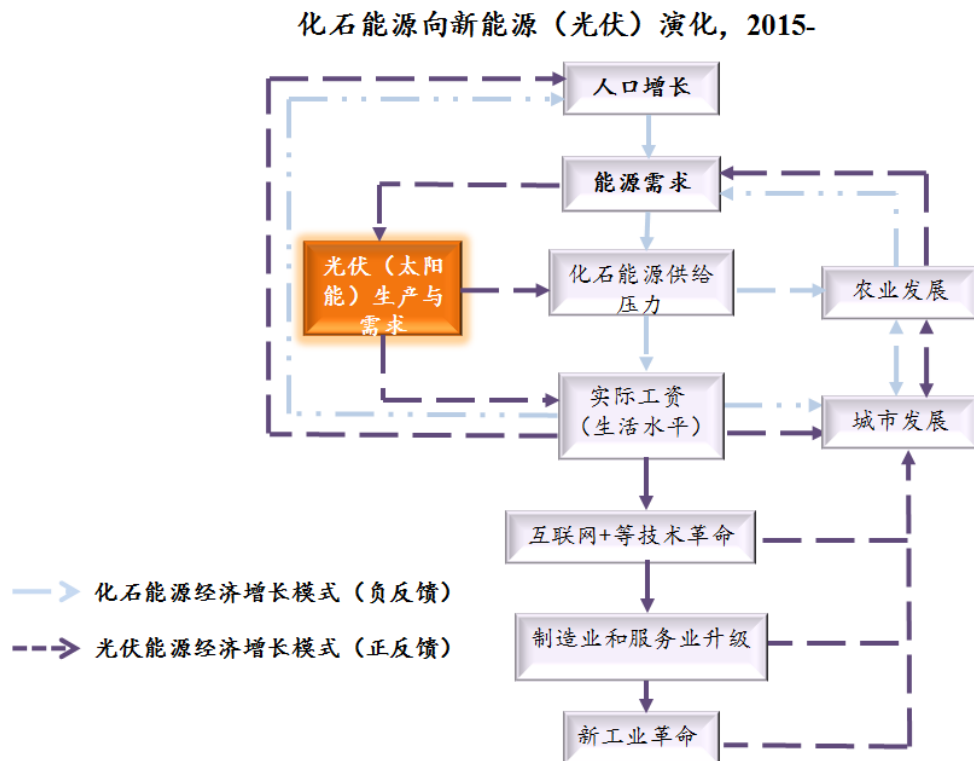 化石能源向新能源（光伏）演化，2015-
人口增长
能源需求
光伏（太阳
能）生产与
需求
化石能源供给
压力
农业发展
实际工资
（生活水平）
城市发展
互联网+等技术革命
化石能源经济增长模式（负反馈）
制造业和服务业升级
光伏能源经济增长模式（正反馈）
新工业革命